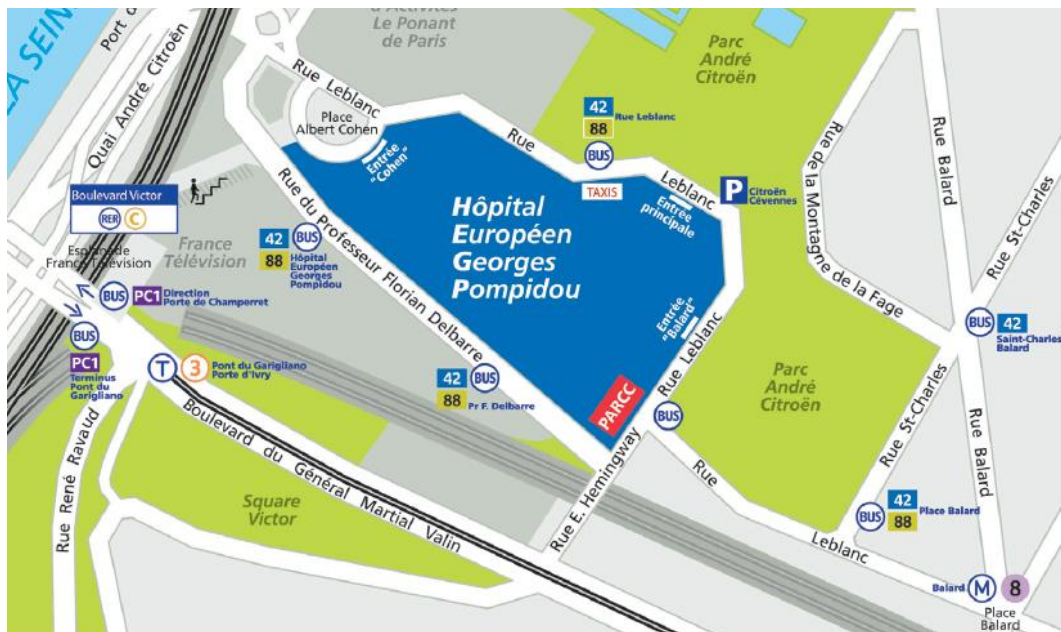 LA SEINE
Port d
Quai André Citroën
d'Activités
Le Ponant
de Paris
Parc
André
Citroën
Rue Leblanc
Place
Albert Cohen
Entrée
"Cohen"
Rue
42
88
Rue Leblanc
BUS
TAXIS
Leblanc
Entrée
principale
P
Citroën
Cévennes
Rue de la Montagne de la Fage
Rue Balard
Rue St-Charles
Boulevard Victor
RER C
Esplanade
France Télévision
France
Télévision
Rue du Professeur Florian Delbarre
42
88
BUS
Hôpital
Européen
Georges
Pompidou
Hôpital
Européen
Georges
Pompidou
Entrée
"Balard"
Rue Leblanc
BUS
PC1
Direction
Porte de Champerret
BUS
PC1
Terminus
Pont du
Garigliano
T 3
Pont du Garigliano
Porte d'Ivry
42
88
BUS
Pr F. Delbarre
PARCC
BUS
Parc
André
Citroën
BUS
42
Saint-Charles
Balard
Rue St-Charles
Rue Balard
Rue René Ravaud
Boulevard du Général Martial Valin
Square
Victor
Rue E. Hemingway
Rue
Leblanc
BUS
42
88
Place Balard
Balard
M 8
Place
Balard